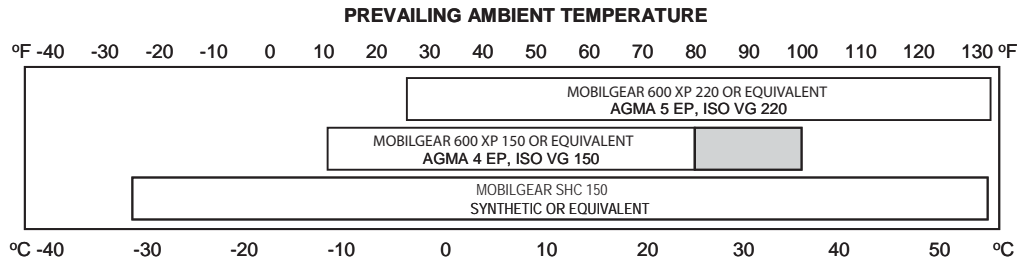 PREVAILING AMBIENT TEMPERATURE
ºF -40 -30 -20 -10 0 10 20 30 40 50 60 70 80 90 100 110 120 130 ºF
MOBILGEAR 600 XP 220 OR EQUIVALENT
AGMA 5 EP, ISO VG 220
MOBILGEAR 600 XP 150 OR EQUIVALENT
AGMA 4 EP, ISO VG 150
MOBILGEAR SHC 150
SYNTHETIC OR EQUIVALENT
ºC -40 -30 -20 -10 0 10 20 30 40 50 ºC